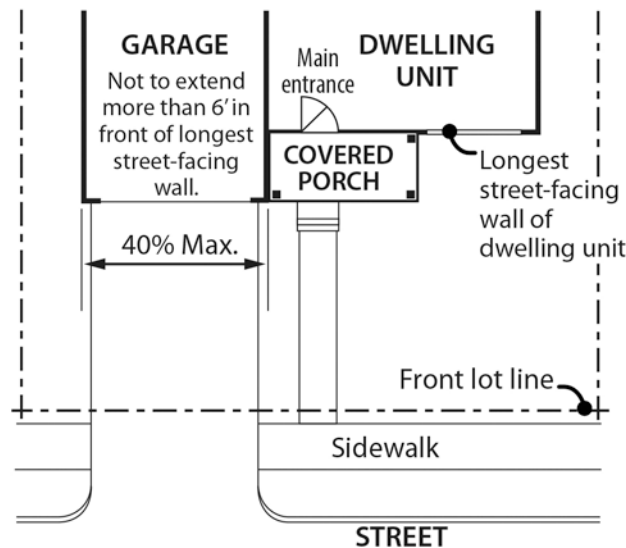 GARAGE
Not to extend
more than 6' in
front of longest
street-facing
wall.
Main
entrance
DWELLING
UNIT
COVERED
PORCH
Longest
street-facing
wall of
dwelling unit
40% Max.
Front lot line
Sidewalk
STREET